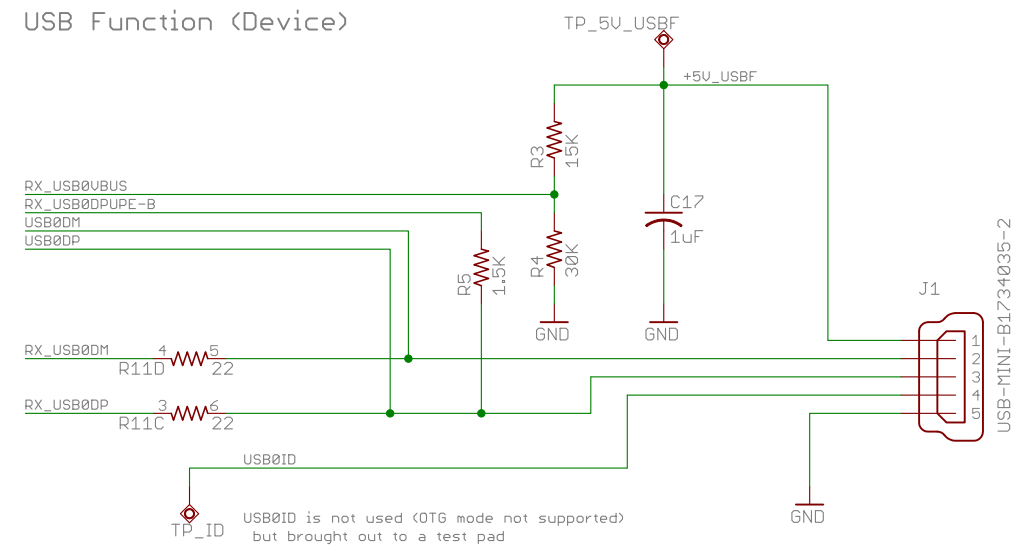 USB Function (Device)
TP_5V_USBF
+5V_USBF
R3
15K
RX_USB0VBUS
RX_USB0DPUPE-B
USB0DM
USB0DP
C17
1uF
R5
1.5K
R4
30K
GND
GND
J1
USB-MINI-B1734035-2
1
2
3
4
5
RX_USB0DM
4
5
R11D
22
RX_USB0DP
3
6
R11C
22
USB0ID
TP_ID
GND
USB0ID is not used (OTG mode not supported)
but brought out to a test pad